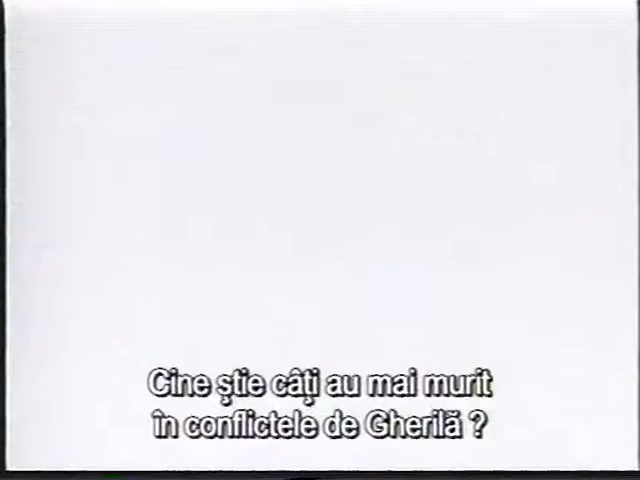 Cine ştie câţi au mai murit
în conflictele de Gherilă ?